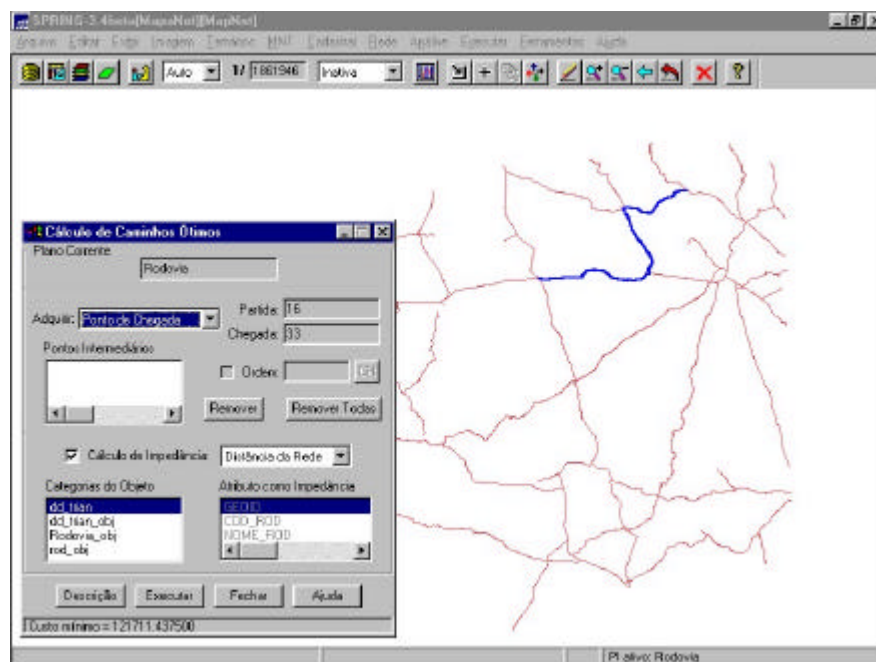 SPRING-3.4beta[MapaNet][MapNet]
Arquivo Editar Exibir Imagem Temático MNT Cadastral Rede Análise Executar Ferramentas Ajuda
Auto 1/ 1861946 Inativa
Cálculo de Caminhos Ótimos
Plano Corrente
Rodovia
Adquirir: Ponto de Chegada
Partida: 16
Chegada: 33
Pontos Intermediários
Ordem:
Remover Remover Todos
Cálculo de Impedância: Distância da Rede
Categorias do Objeto Atributo como Impedância
dd_trian GEOID
dd_trian_obj COD_ROD
Rodovia_obj NOME_ROD
rod_obj
Descrição Executar Fechar Ajuda
Custo mínimo = 121711.437500
PI ativo: Rodovia